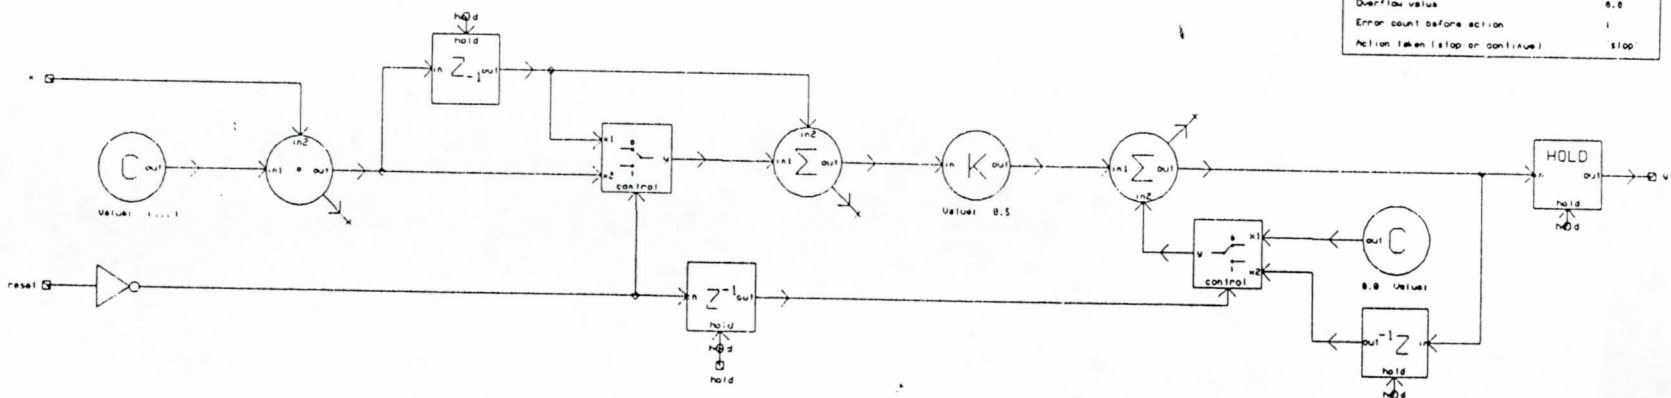 Overflow value 0.0
Error count before action 1
Action taken (stop or continue) 'stop'
hold
hold
in Z-1 out
x
in2
C out
in1 * out
x
x1
x2
y
control
in2
in1 Σ out
x
in K out
Value: 0.5
x
in1 Σ out
in2
HOLD
in out
hold
hold
y
y
x1
x2
control
out C
0.0 Value:
reset
in Z-1 out
hold
hold
hold
out -1 Z in
hold
hold
Value: